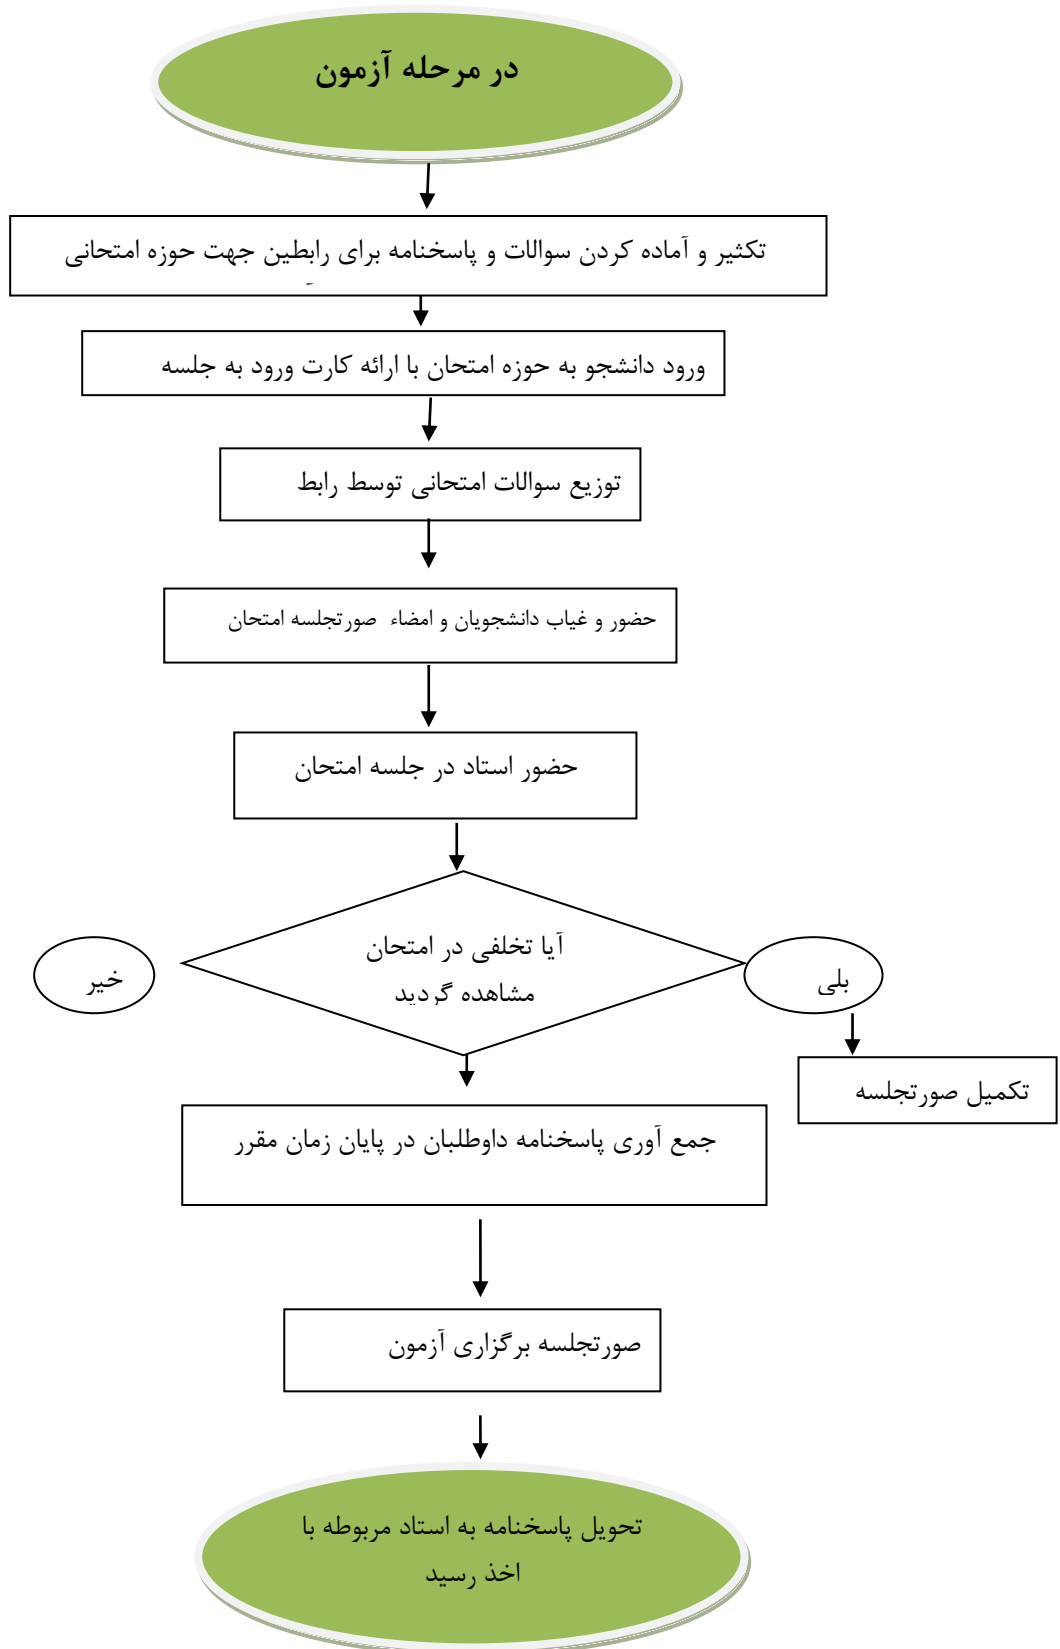 در مرحله آزمون
تکثیر و آماده کردن سوالات و پاسخنامه برای رابطین جهت حوزه امتحانی
ورود دانشجو به حوزه امتحان با ارائه کارت ورود به جلسه
توزیع سوالات امتحانی توسط رابط
حضور و غیاب دانشجویان و امضاء صورتجلسه امتحان
حضور استاد در جلسه امتحان
آیا تخلفی در امتحان
مشاهده گردید
بلی
خیر
تکمیل صورتجلسه
جمع آوری پاسخنامه داوطلبان در پایان زمان مقرر
صورتجلسه برگزاری آزمون
تحویل پاسخنامه به استاد مربوطه با
اخذ رسید